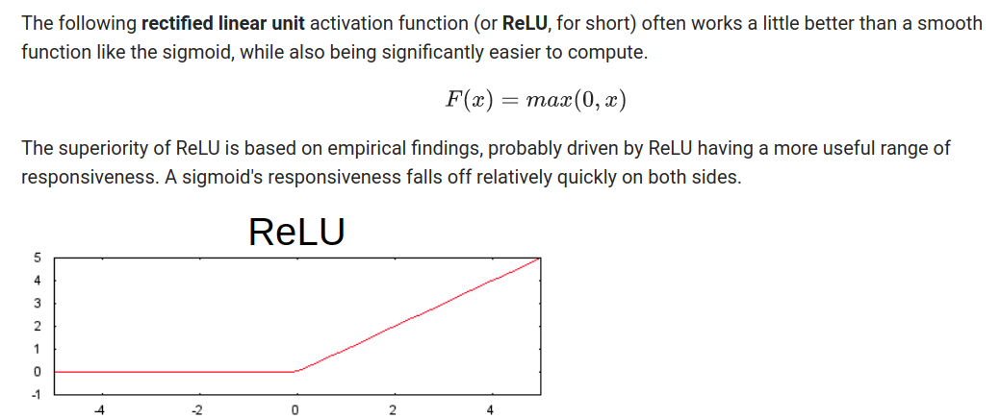 The following rectified linear unit activation function (or ReLU, for short) often works a little better than a smooth
function like the sigmoid, while also being significantly easier to compute.
F(x) = max(0, x)
The superiority of ReLU is based on empirical findings, probably driven by ReLU having a more useful range of
responsiveness. A sigmoid's responsiveness falls off relatively quickly on both sides.
ReLU
5
4
3
2
1
0
-1
-4 -2 0 2 4